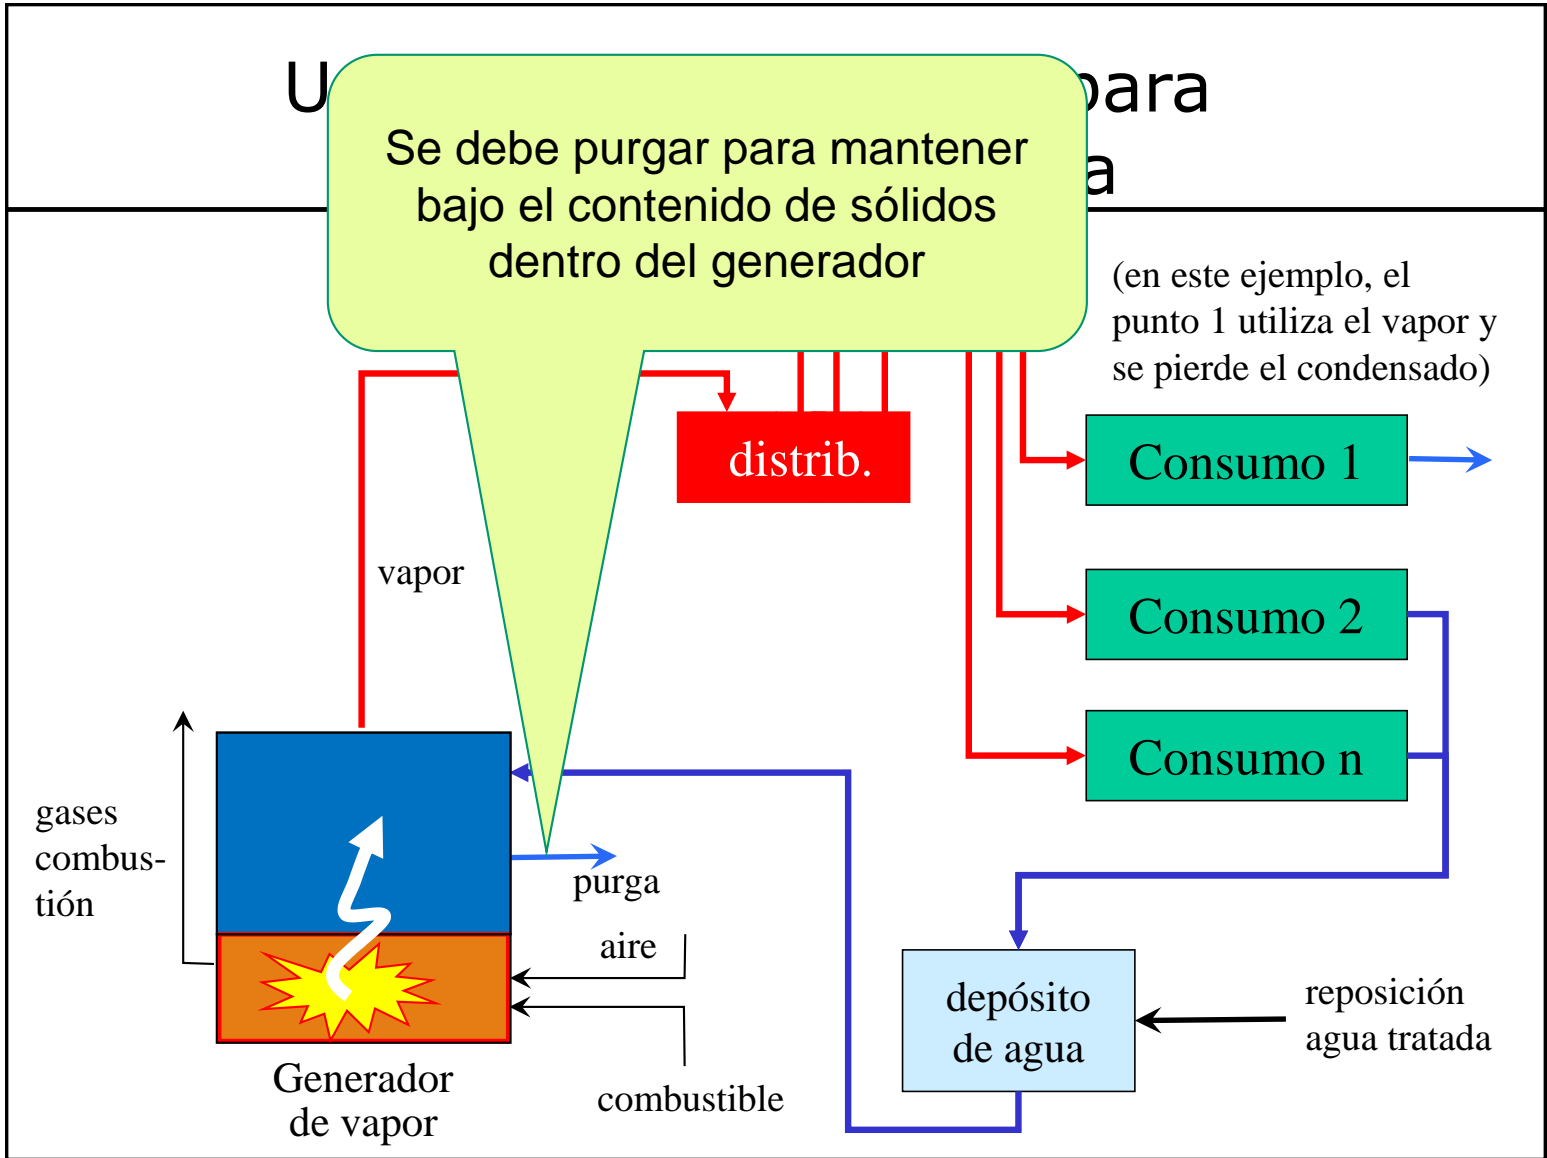 para
a
Se debe purgar para mantener
bajo el contenido de sólidos
dentro del generador
(en este ejemplo, el
punto 1 utiliza el vapor y
se pierde el condensado)
distrib.
Consumo 1
vapor
Consumo 2
Consumo n
gases
combus-
tión
purga
aire
depósito
de agua
reposición
agua tratada
Generador
de vapor
combustible